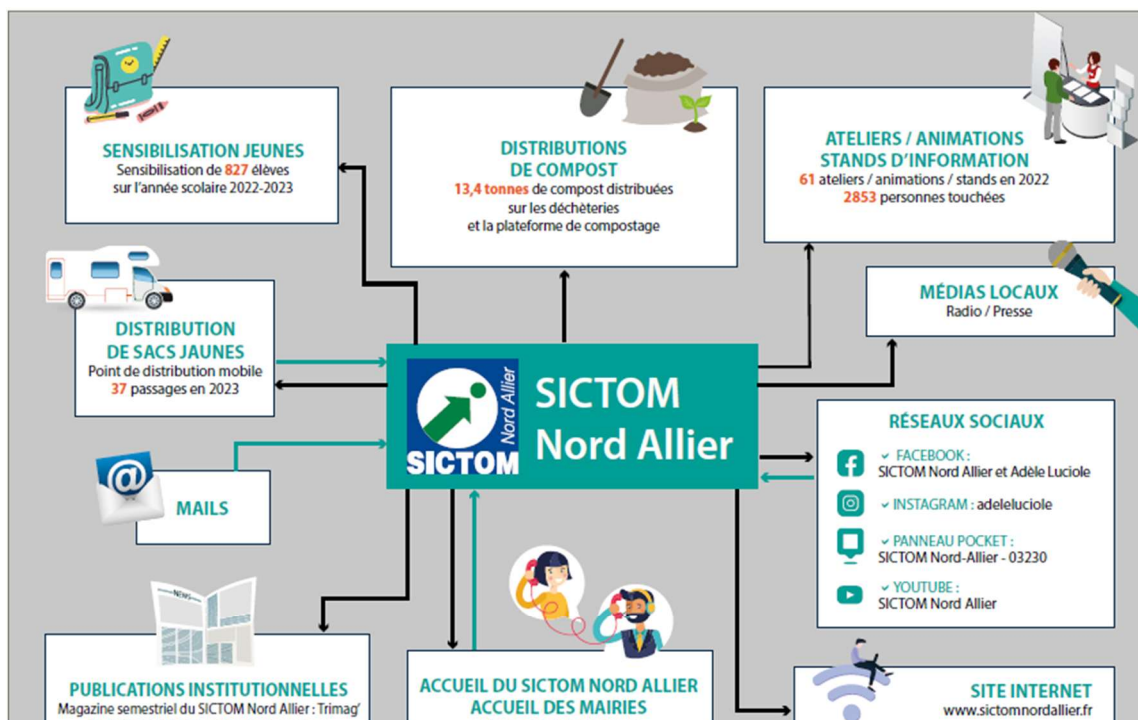 SENSIBILISATION JEUNES
Sensibilisation de 827 élèves
sur l'année scolaire 2022-2023
DISTRIBUTIONS
DE COMPOST
13,4 tonnes de compost distribuées
sur les déchèteries
et la plateforme de compostage
ATELIERS / ANIMATIONS
STANDS D'INFORMATION
61 ateliers / animations / stands en 2022
2853 personnes touchées
MÉDIAS LOCAUX
Radio / Presse
DISTRIBUTION
DE SACS JAUNES
Point de distribution mobile
37 passages en 2023
SICTOM
Nord Allier
SICTOM
Nord Allier
RÉSEAUX SOCIAUX
FACEBOOK :
SICTOM Nord Allier et Adèle Luciole
INSTAGRAM : adeleluciole
PANNEAU POCKET :
SICTOM Nord-Allier - 03230
YOUTUBE :
SICTOM Nord Allier
@
MAILS
NEWS
PUBLICATIONS INSTITUTIONNELLES
Magazine semestriel du SICTOM Nord Allier : Trimag'
ACCUEIL DU SICTOM NORD ALLIER
ACCUEIL DES MAIRIES
SITE INTERNET
www.sictomnordallier.fr